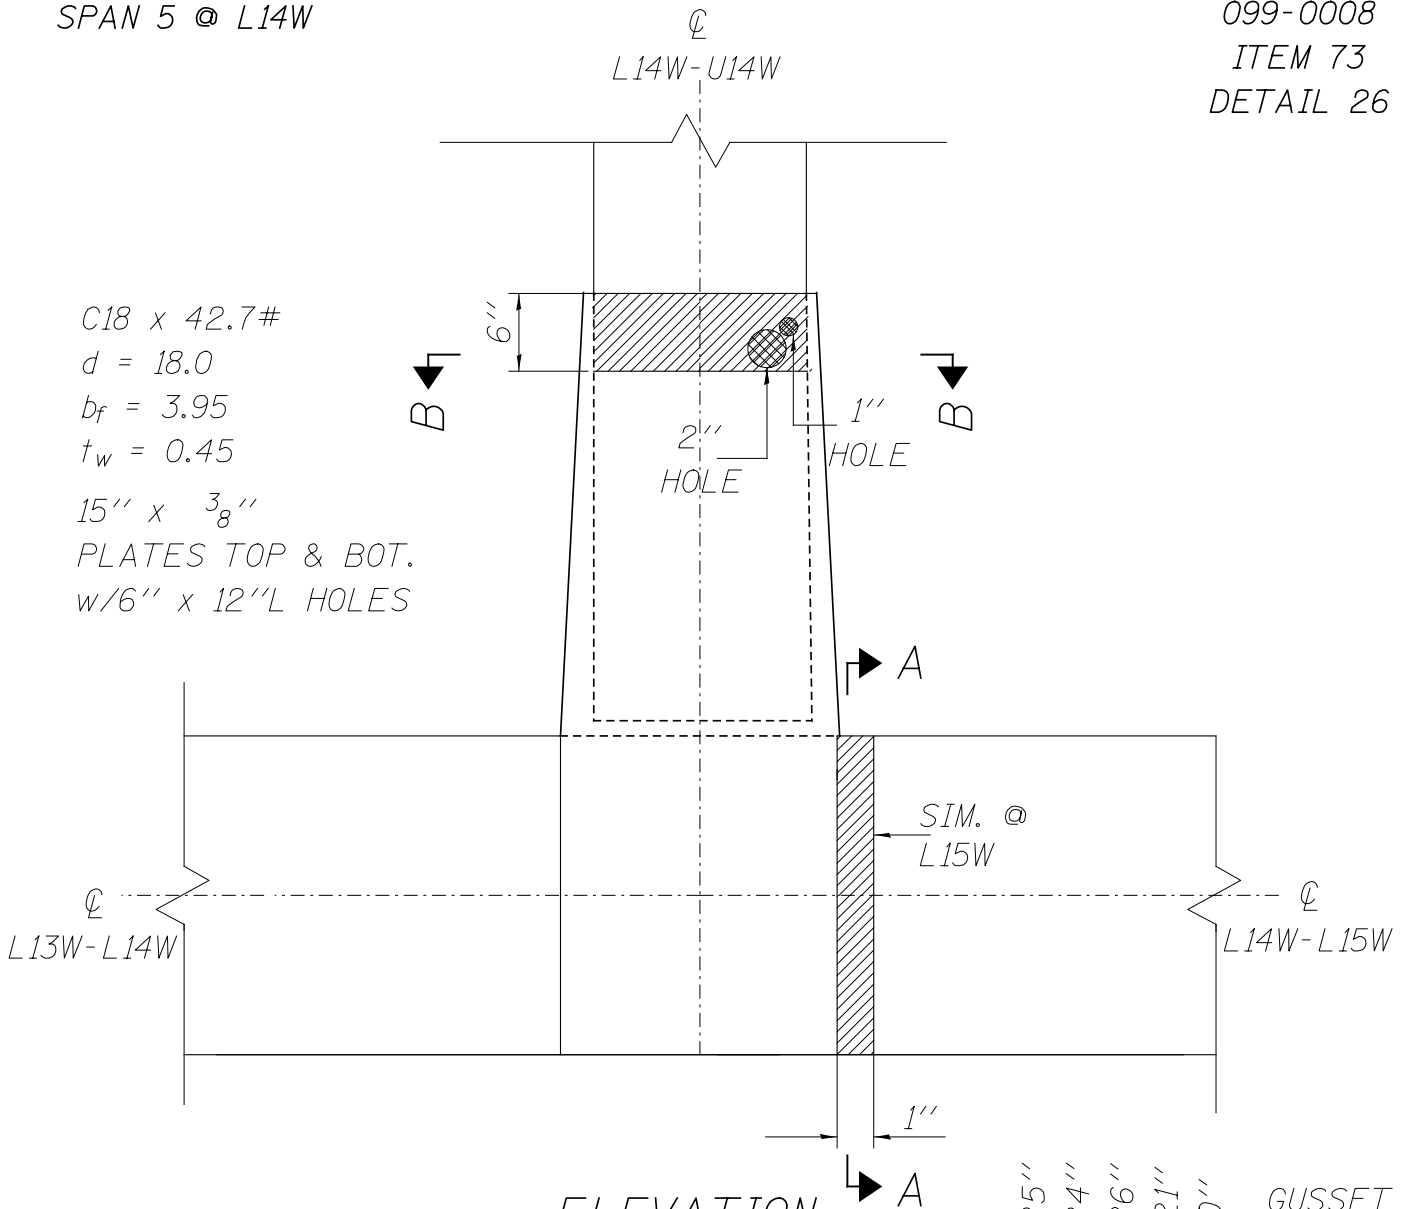 SPAN 5 @ L14W
℄
L14W-U14W
099-0008
ITEM 73
DETAIL 26
C18 x 42.7#
d = 18.0
bf = 3.95
tw = 0.45
15'' x 3/8''
PLATES TOP & BOT.
w/6'' x 12''L HOLES
6''
B
B
2''
HOLE
1''
HOLE
A
SIM. @
L15W
℄
L13W-L14W
℄
L14W-L15W
1''
A
ELEVATION
GUSSET